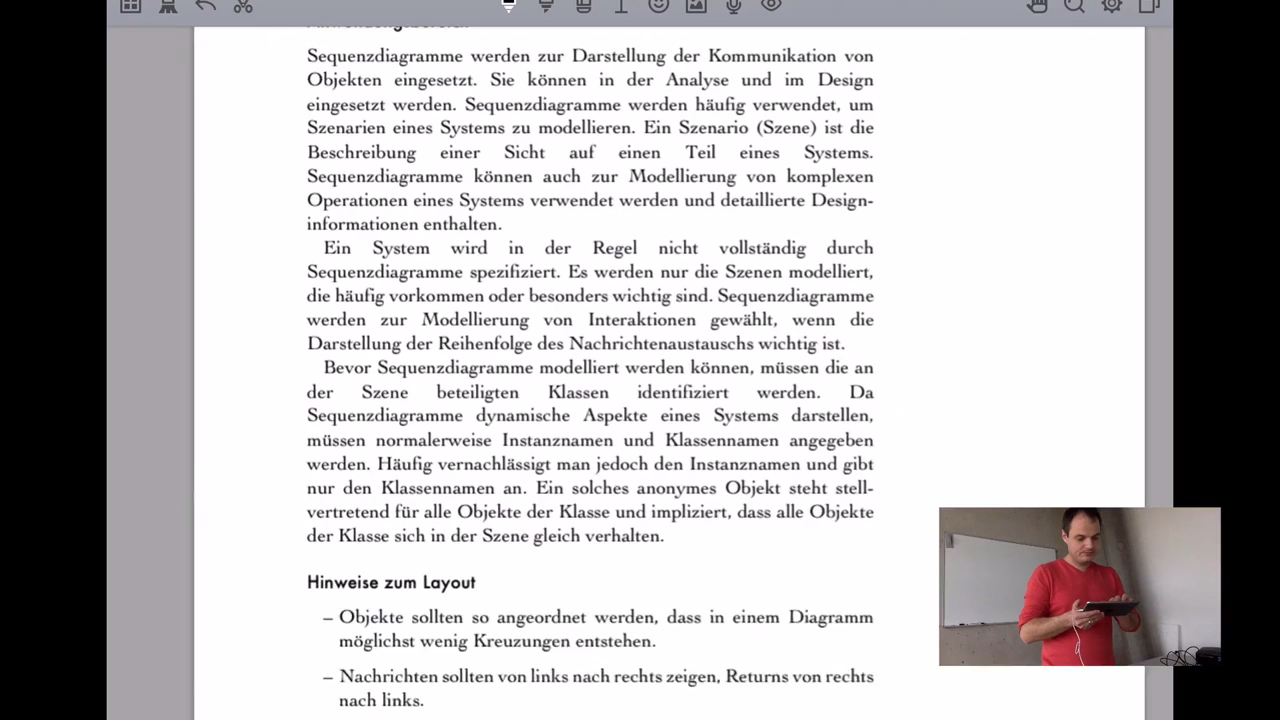 Sequenzdiagramme werden zur Darstellung der Kommunikation von
Objekten eingesetzt. Sie können in der Analyse und im Design
eingesetzt werden. Sequenzdiagramme werden häufig verwendet, um
Szenarien eines Systems zu modellieren. Ein Szenario (Szene) ist die
Beschreibung einer Sicht auf einen Teil eines Systems.
Sequenzdiagramme können auch zur Modellierung von komplexen
Operationen eines Systems verwendet werden und detaillierte Design-
informationen enthalten.
Ein System wird in der Regel nicht vollständig durch
Sequenzdiagramme spezifiziert. Es werden nur die Szenen modelliert,
die häufig vorkommen oder besonders wichtig sind. Sequenzdiagramme
werden zur Modellierung von Interaktionen gewählt, wenn die
Darstellung der Reihenfolge des Nachrichtenaustauschs wichtig ist.
Bevor Sequenzdiagramme modelliert werden können, müssen die an
der Szene beteiligten Klassen identifiziert werden. Da
Sequenzdiagramme dynamische Aspekte eines Systems darstellen,
müssen normalerweise Instanznamen und Klassennamen angegeben
werden. Häufig vernachlässigt man jedoch den Instanznamen und gibt
nur den Klassennamen an. Ein solches anonymes Objekt steht stell-
vertretend für alle Objekte der Klasse und impliziert, dass alle Objekte
der Klasse sich in der Szene gleich verhalten.
Hinweise zum Layout
– Objekte sollten so angeordnet werden, dass in einem Diagramm
möglichst wenig Kreuzungen entstehen.
– Nachrichten sollten von links nach rechts zeigen, Returns von rechts
nach links.